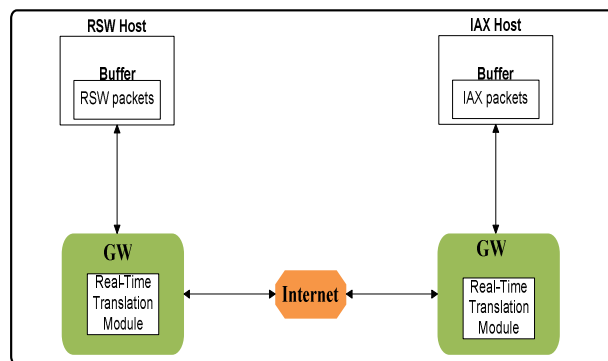 RSW Host
Buffer
RSW packets
IAX Host
Buffer
IAX packets
GW
Real-Time
Translation
Module
Internet
GW
Real-Time
Translation
Module